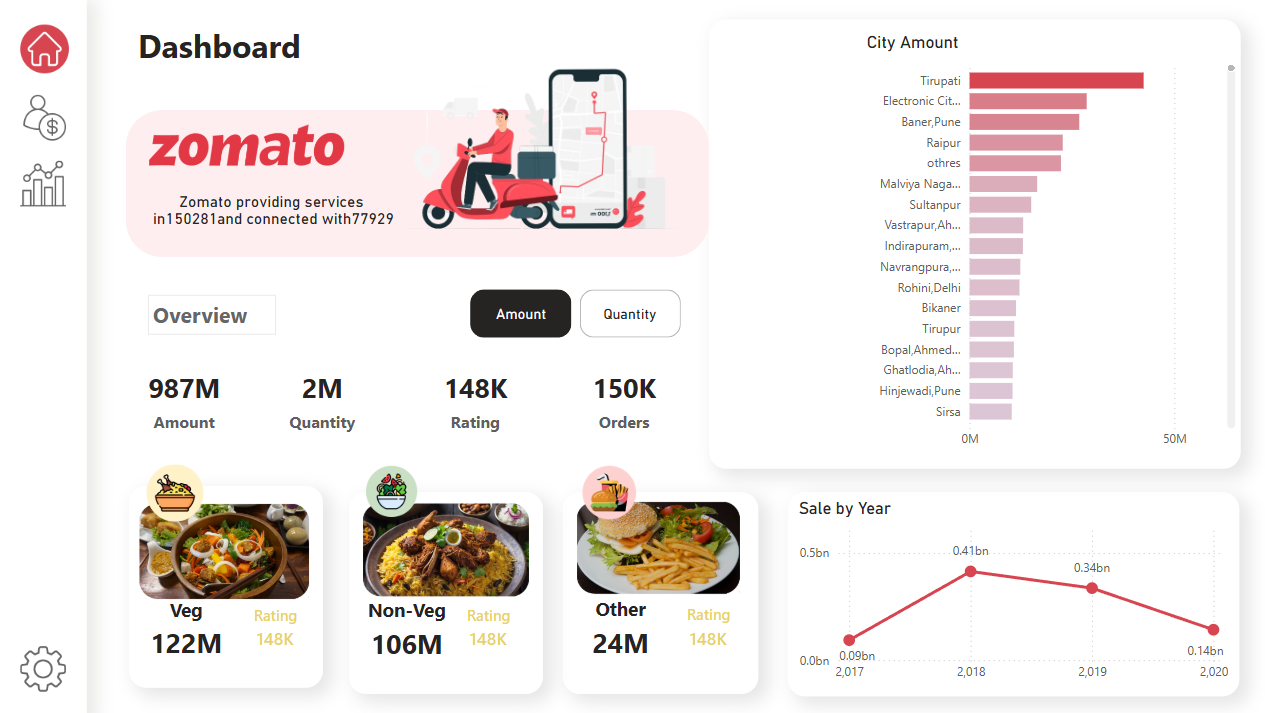 Dashboard
zomato
Zomato providing services
in150281and connected with77929
Overview
Amount
Quantity
987M
Amount
2M
Quantity
148K
Rating
150K
Orders
Veg
122M
Rating
148K
Non-Veg
106M
Rating
148K
Other
24M
Rating
148K
City Amount
Tirupati
Electronic Cit...
Baner,Pune
Raipur
othres
Malviya Naga...
Sultanpur
Vastrapur,Ah...
Indirapuram,...
Navrangpura,...
Rohini,Delhi
Bikaner
Tirupur
Bopal,Ahmed...
Ghatlodia,Ah...
Hinjewadi,Pune
Sirsa
0M 50M
Sale by Year
0.5bn
0.0bn
0.09bn
0.41bn
0.34bn
0.14bn
2,017 2,018 2,019 2,020